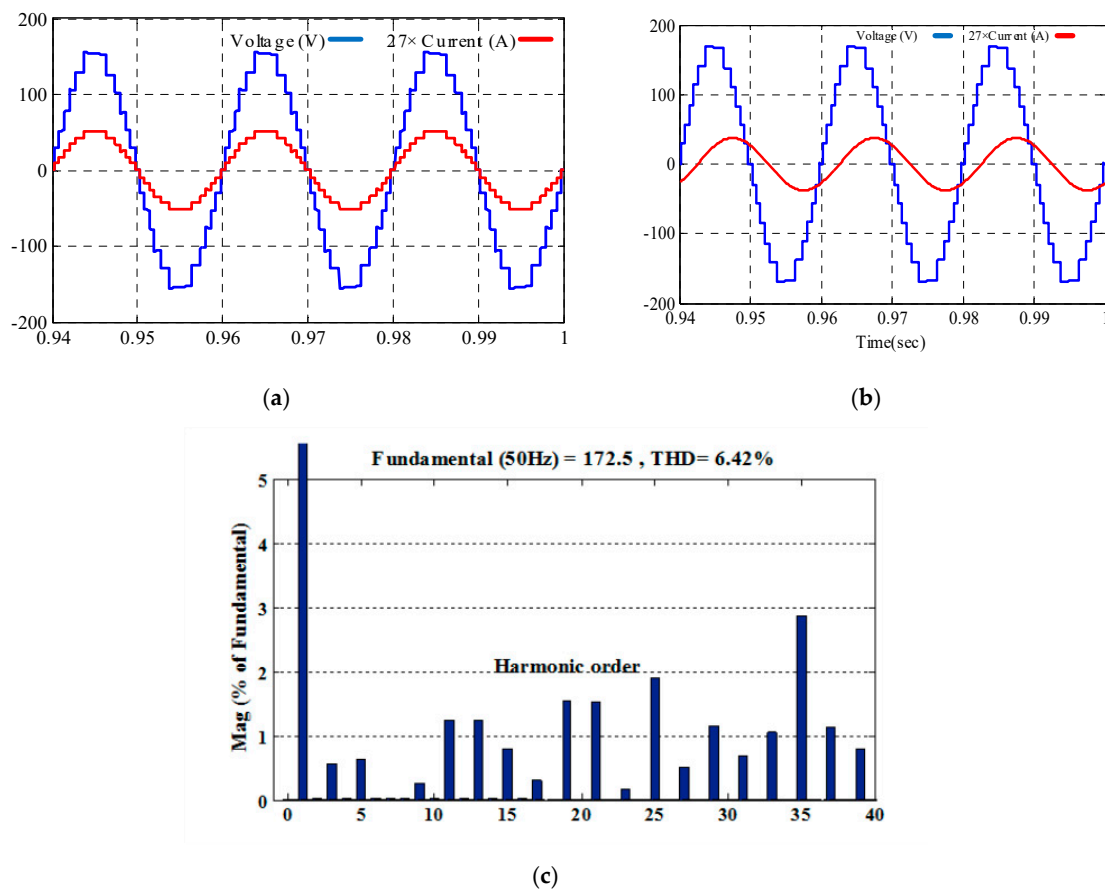 Voltage (V) 27× Current (A)
200
100
0
-100
-200
0.94 0.95 0.96 0.97 0.98 0.99 1
(a)
Voltage (V) 27×Current (A)
200
100
0
-100
-200
0.94 0.95 0.96 0.97 0.98 0.99 1
Time(sec)
(b)
Fundamental (50Hz) = 172.5 , THD= 6.42%
Mag (% of Fundamental)
5
4
3
2
1
0
Harmonic order
0 5 10 15 20 25 30 35 40
(c)